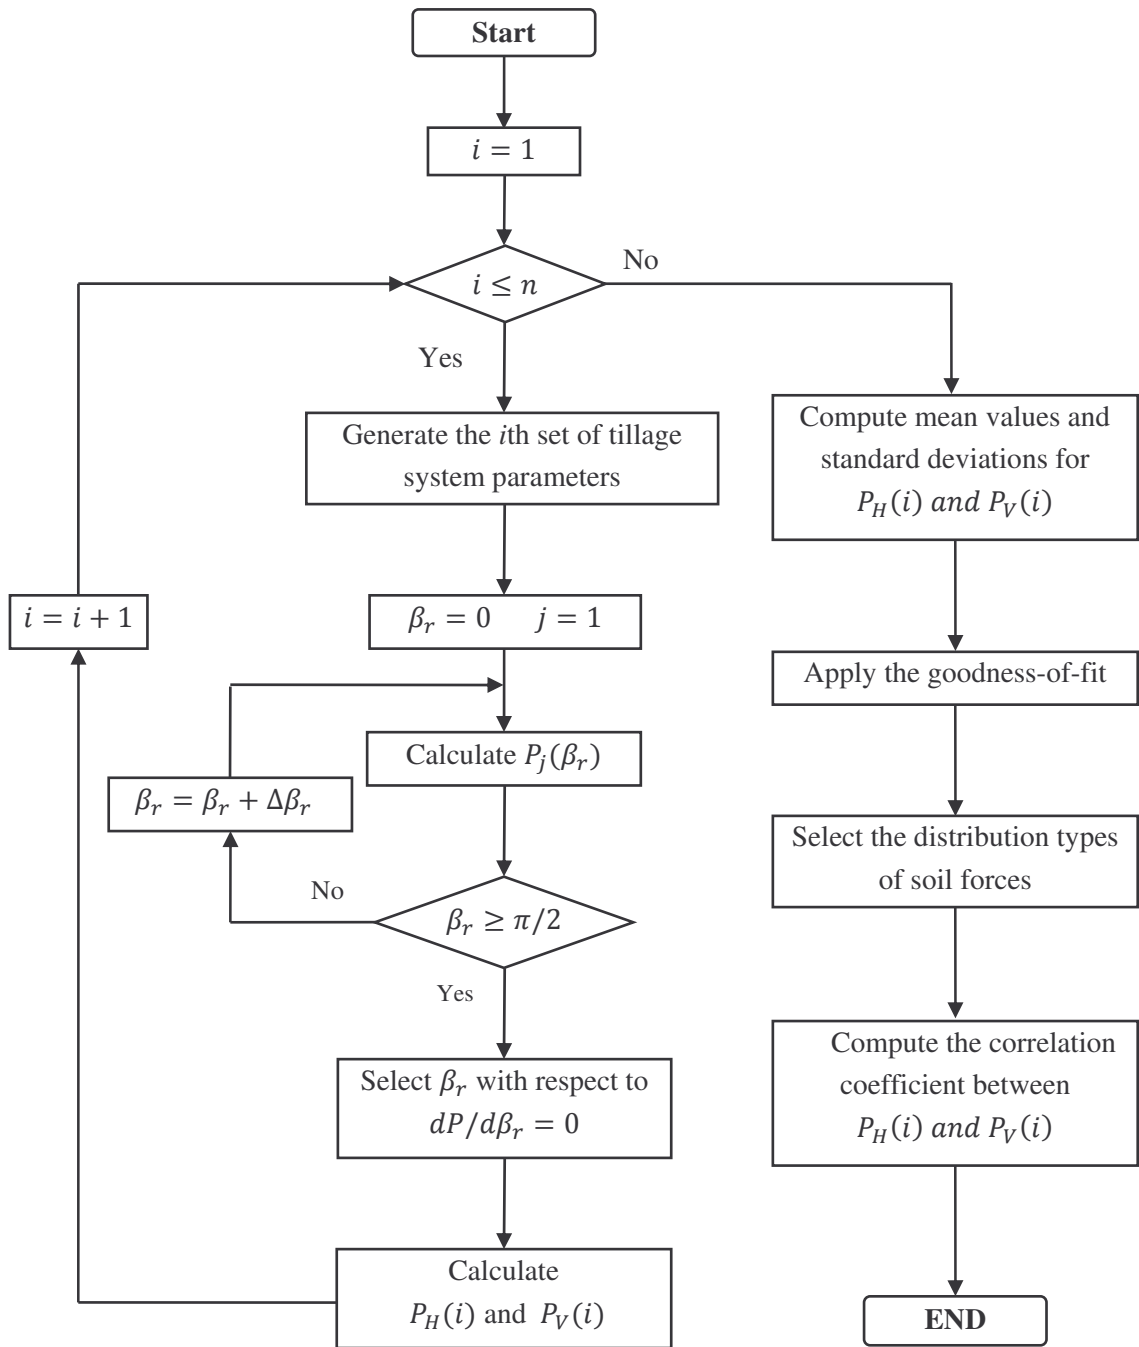 Start
i = 1
i ≤ n
No
Yes
Generate the ith set of tillage
system parameters
β_r = 0 j = 1
Calculate P_j(β_r)
β_r = β_r + Δβ_r
No
β_r ≥ π/2
Yes
Select β_r with respect to
dP/dβ_r = 0
Calculate
P_H(i) and P_V(i)
i = i + 1
Compute mean values and
standard deviations for
P_H(i) and P_V(i)
Apply the goodness-of-fit
Select the distribution types
of soil forces
Compute the correlation
coefficient between
P_H(i) and P_V(i)
END